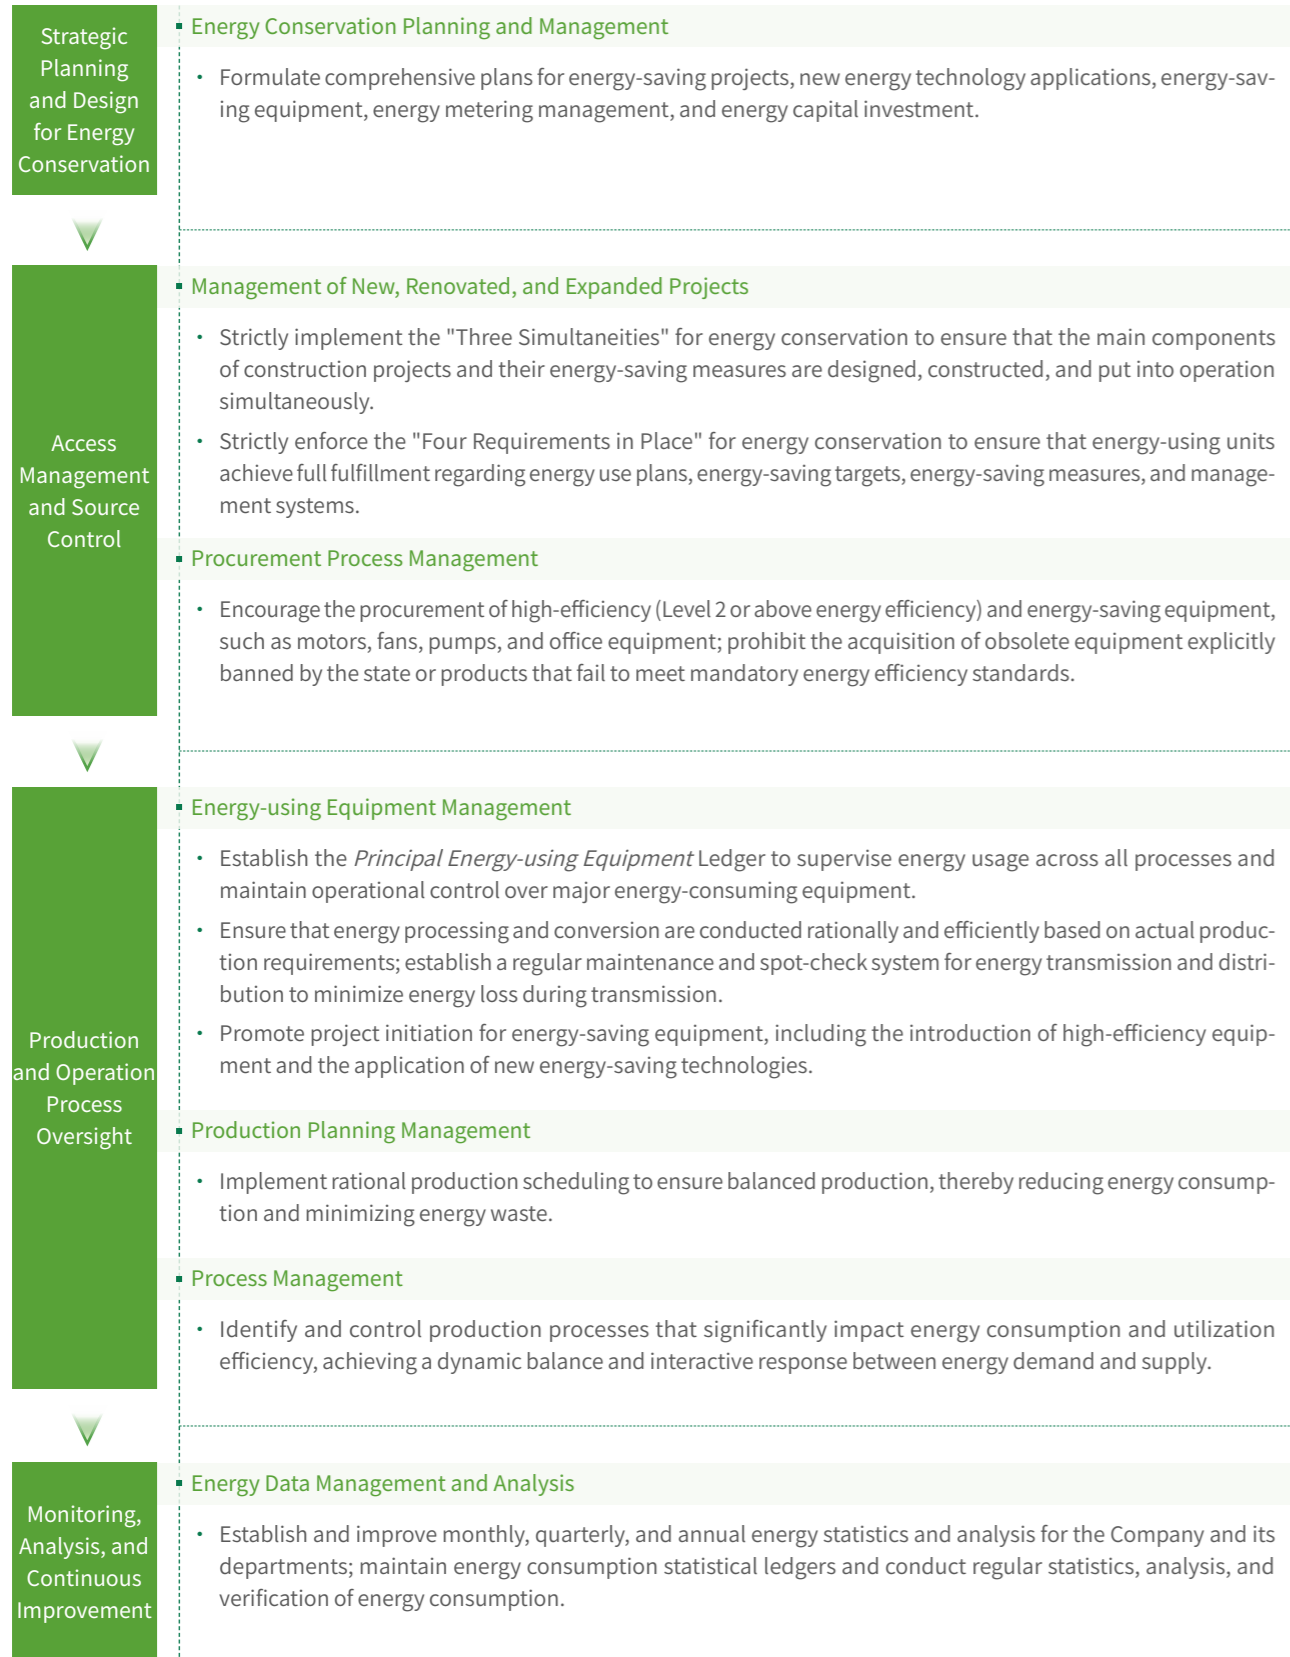 Strategic
Planning
and Design
for Energy
Conservation
Energy Conservation Planning and Management
• Formulate comprehensive plans for energy-saving projects, new energy technology applications, energy-sav-
ing equipment, energy metering management, and energy capital investment.
Access
Management
and Source
Control
Management of New, Renovated, and Expanded Projects
• Strictly implement the "Three Simultaneities" for energy conservation to ensure that the main components
of construction projects and their energy-saving measures are designed, constructed, and put into operation
simultaneously.
• Strictly enforce the "Four Requirements in Place" for energy conservation to ensure that energy-using units
achieve full fulfillment regarding energy use plans, energy-saving targets, energy-saving measures, and manage-
ment systems.
Procurement Process Management
• Encourage the procurement of high-efficiency (Level 2 or above energy efficiency) and energy-saving equipment,
such as motors, fans, pumps, and office equipment; prohibit the acquisition of obsolete equipment explicitly
banned by the state or products that fail to meet mandatory energy efficiency standards.
Production
and Operation
Process
Oversight
Energy-using Equipment Management
• Establish the Principal Energy-using Equipment Ledger to supervise energy usage across all processes and
maintain operational control over major energy-consuming equipment.
• Ensure that energy processing and conversion are conducted rationally and efficiently based on actual produc-
tion requirements; establish a regular maintenance and spot-check system for energy transmission and distri-
bution to minimize energy loss during transmission.
• Promote project initiation for energy-saving equipment, including the introduction of high-efficiency equip-
ment and the application of new energy-saving technologies.
Production Planning Management
• Implement rational production scheduling to ensure balanced production, thereby reducing energy consump-
tion and minimizing energy waste.
Process Management
• Identify and control production processes that significantly impact energy consumption and utilization
efficiency, achieving a dynamic balance and interactive response between energy demand and supply.
Monitoring,
Analysis, and
Continuous
Improvement
Energy Data Management and Analysis
• Establish and improve monthly, quarterly, and annual energy statistics and analysis for the Company and its
departments; maintain energy consumption statistical ledgers and conduct regular statistics, analysis, and
verification of energy consumption.